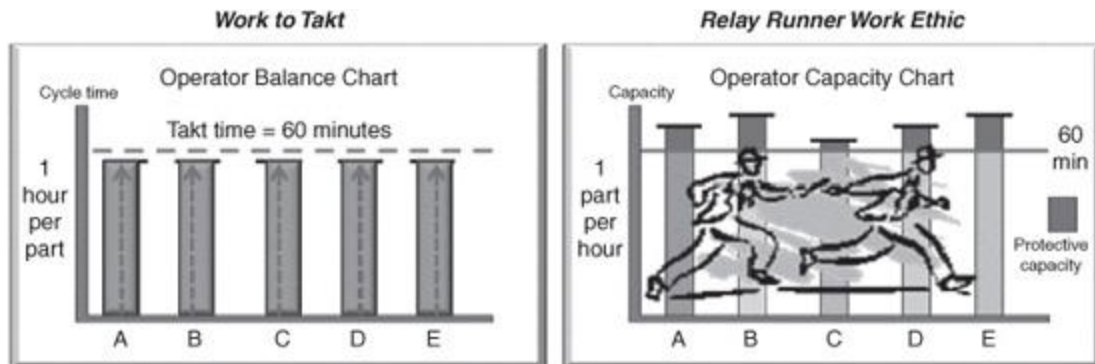 Work to Takt
Operator Balance Chart
Cycle time
Takt time = 60 minutes
1
hour
per
part
A B C D E
Relay Runner Work Ethic
Operator Capacity Chart
Capacity
60
min
1
part
per
hour
Protective
capacity
A B C D E